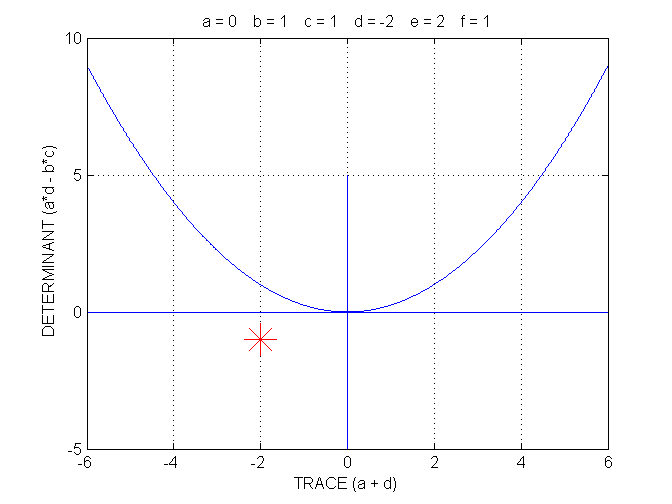 a = 0 b = 1 c = 1 d = -2 e = 2 f = 1
10
5
0
-5
DETERMINANT (a*d - b*c)
-6 -4 -2 0 2 4 6
TRACE (a + d)